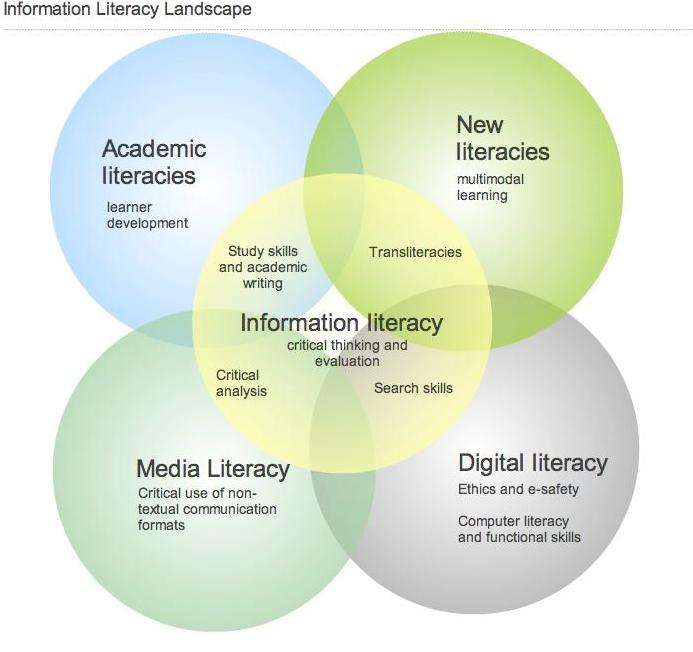 Information Literacy Landscape
Academic
literacies
learner
development
New
literacies
multimodal
learning
Study skills
and academic
writing
Transliteracies
Information literacy
critical thinking and
evaluation
Critical
analysis
Search skills
Media Literacy
Critical use of non-
textual communication
formats
Digital literacy
Ethics and e-safety
Computer literacy
and functional skills